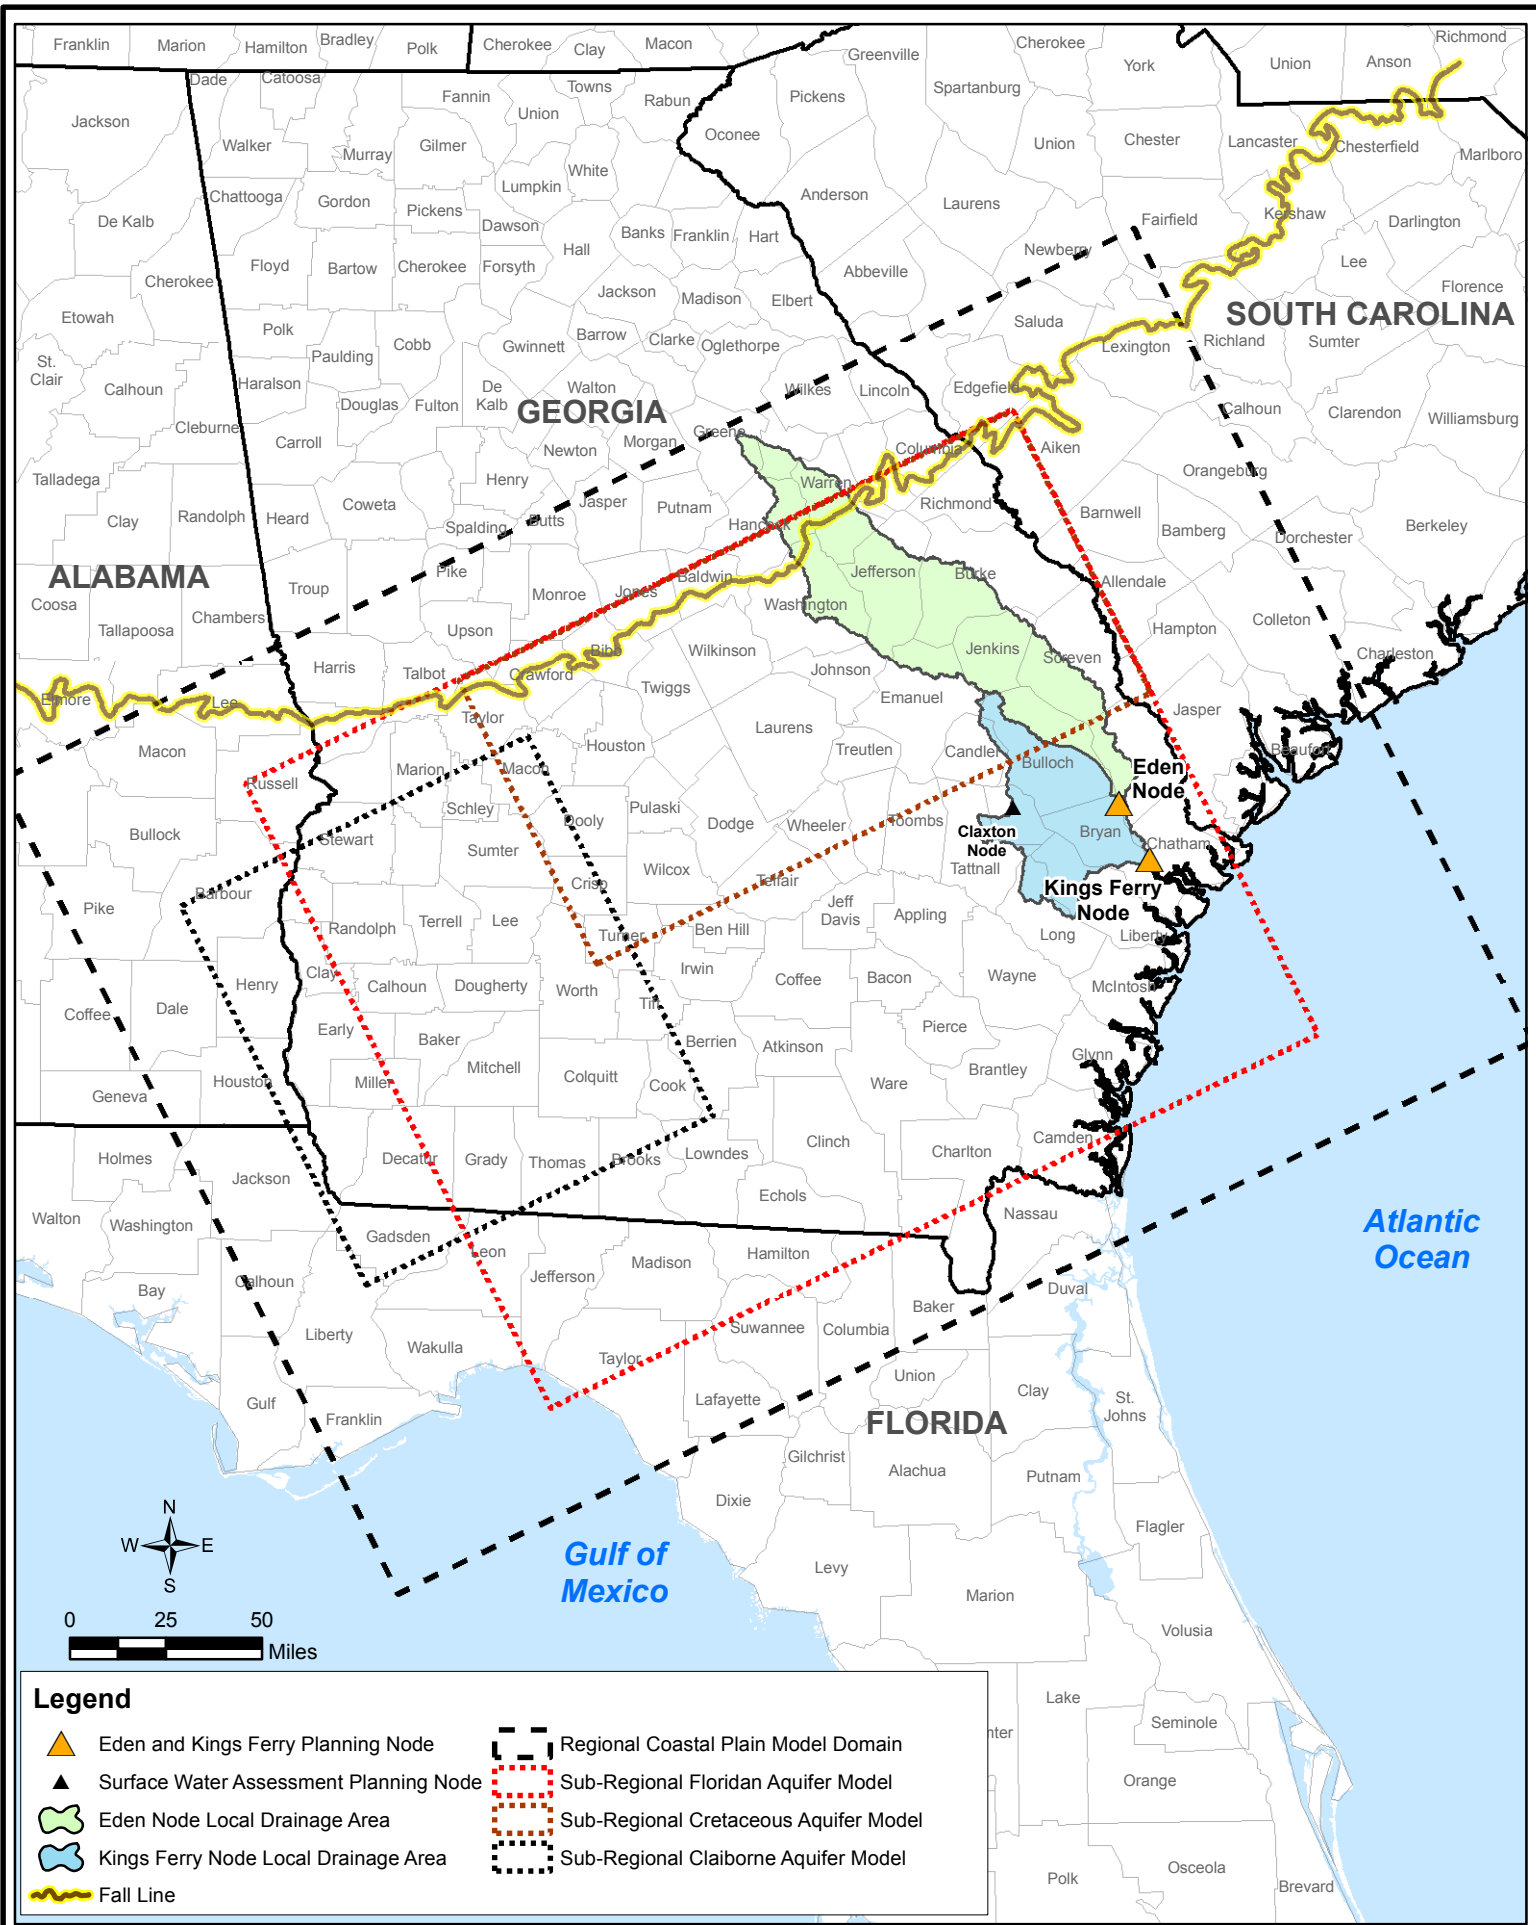 Franklin
Marion
Hamilton
Bradley
Polk
Cherokee
Clay
Macon
Greenville
Cherokee
York
Union
Anson
Richmond
Dade
Catoosa
Fannin
Towns
Union
Rabun
Pickens
Spartanburg
Jackson
Walker
Murray
Gilmer
White
Oconee
Union
Chester
Lancaster
Chesterfield
Marlboro
Chattooga
Gordon
Lumpkin
Pickens
Dawson
Anderson
Laurens
Fairfield
Kershaw
Darlington
De Kalb
Hall
Banks
Franklin
Hart
Newberry
Floyd
Bartow
Cherokee
Forsyth
Abbeville
Lee
Cherokee
Jackson
Madison
Elbert
Florence
Etowah
Saluda
SOUTH CAROLINA
Polk
Paulding
Cobb
Gwinnett
Barrow
Clarke
Oglethorpe
Lexington
Richland
Sumter
St.
Clair
Calhoun
Haralson
Douglas
Fulton
De
Kalb
Walton
Wilkes
Lincoln
Edgefield
GEORGIA
Calhoun
Clarendon
Williamsburg
Cleburne
Carroll
Newton
Morgan
Greene
Columbia
Aiken
Talladega
Henry
Warren
Orangeburg
Clay
Randolph
Heard
Coweta
Spalding
Butts
Jasper
Putnam
Hancock
Richmond
Barnwell
Bamberg
Dorchester
Berkeley
ALABAMA
Pike
Baldwin
Jefferson
Burke
Allendale
Coosa
Troup
Monroe
Jones
Washington
Tallapoosa
Chambers
Upson
Hampton
Colleton
Harris
Talbot
Crawford
Bibb
Wilkinson
Johnson
Jenkins
Screven
Charleston
Elmore
Lee
Twiggs
Emanuel
Jasper
Taylor
Laurens
Macon
Houston
Treutlen
Candler
Bulloch
Beaufort
Russell
Marion
Macon
Eden
Node
Schley
Dooly
Pulaski
Dodge
Wheeler
Toombs
Bullock
Claxton
Node
Bryan
Chatham
Stewart
Sumter
Wilcox
Tattnall
Barbour
Crisp
Telfair
Kings Ferry
Node
Pike
Randolph
Terrell
Lee
Turner
Ben Hill
Jeff
Davis
Appling
Long
Liberty
Clay
Irwin
Henry
Calhoun
Dougherty
Worth
Tift
Coffee
Bacon
Wayne
McIntosh
Coffee
Dale
Early
Baker
Pierce
Berrien
Atkinson
Glynn
Houston
Miller
Mitchell
Colquitt
Cook
Ware
Brantley
Geneva
Clinch
Camden
Holmes
Decatur
Grady
Thomas
Brooks
Lowndes
Charlton
Jackson
Echols
Walton
Washington
Nassau
Gadsden
Leon
Madison
Hamilton
Atlantic
Ocean
Bay
Calhoun
Jefferson
Baker
Duval
Liberty
Wakulla
Suwannee
Columbia
Taylor
Union
Clay
St.
Johns
Gulf
Franklin
Lafayette
FLORIDA
Gilchrist
Alachua
Putnam
Dixie
Flagler
Gulf of
Mexico
N
W
E
S
Levy
Marion
0 25 50
Miles
Volusia
Lake
Seminole
nter
Orange
Osceola
Polk
Brevard
Legend
Eden and Kings Ferry Planning Node
Surface Water Assessment Planning Node
Eden Node Local Drainage Area
Kings Ferry Node Local Drainage Area
Fall Line
Regional Coastal Plain Model Domain
Sub-Regional Floridan Aquifer Model
Sub-Regional Cretaceous Aquifer Model
Sub-Regional Claiborne Aquifer Model